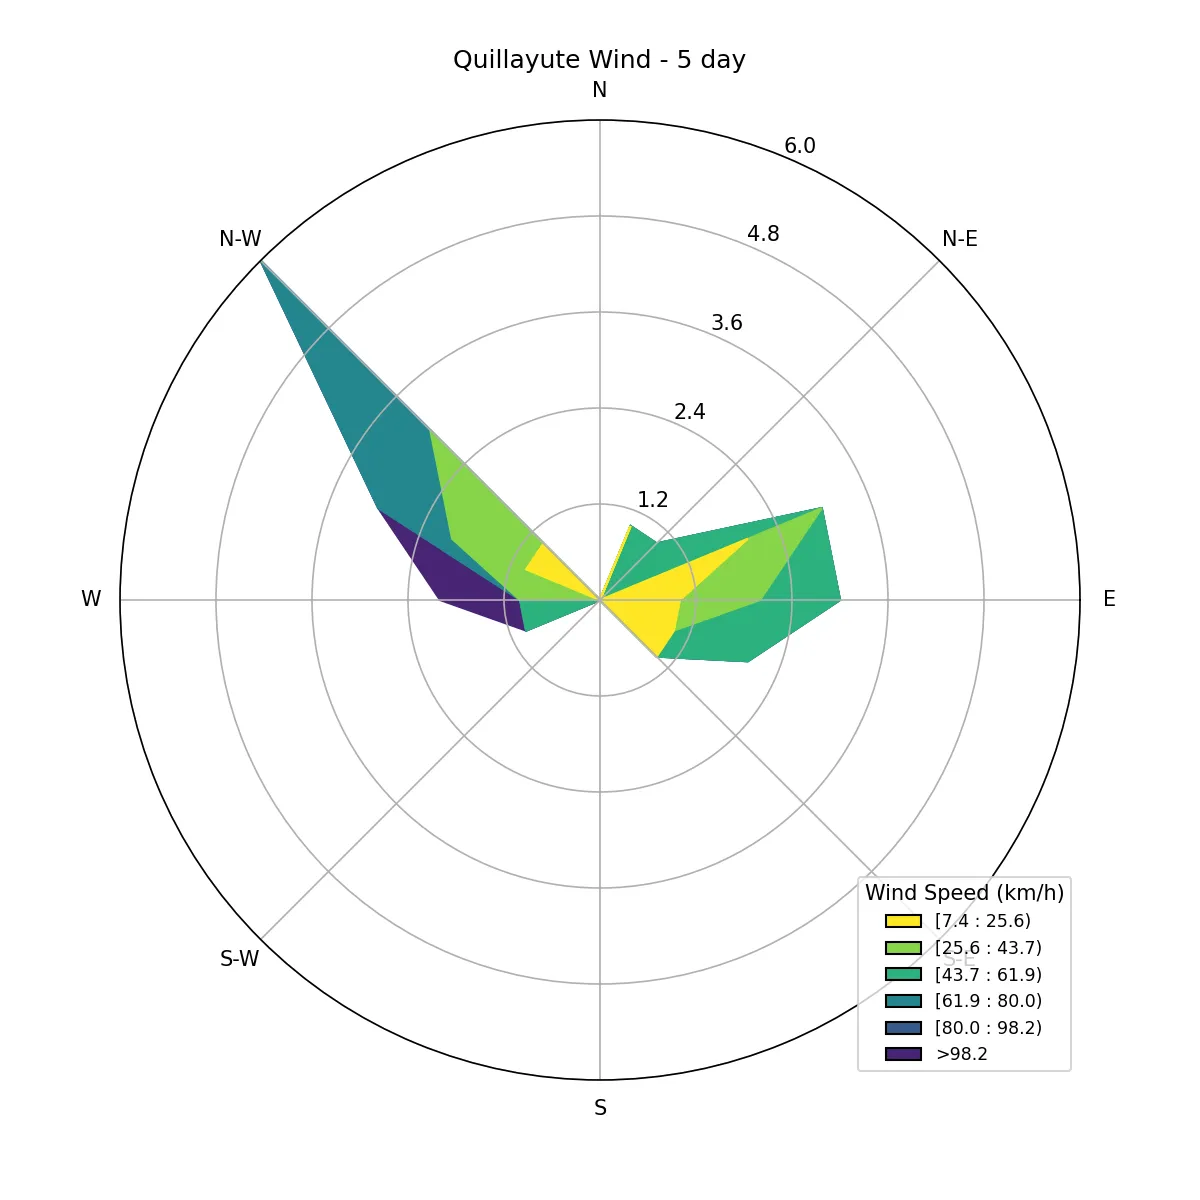 Quillayute Wind - 5 day
N
6.0
N-W
4.8
N-E
3.6
2.4
1.2
W
E
Wind Speed (km/h)
[7.4 : 25.6)
[25.6 : 43.7)
S-W
S-E
[43.7 : 61.9)
[61.9 : 80.0)
[80.0 : 98.2)
>98.2
S